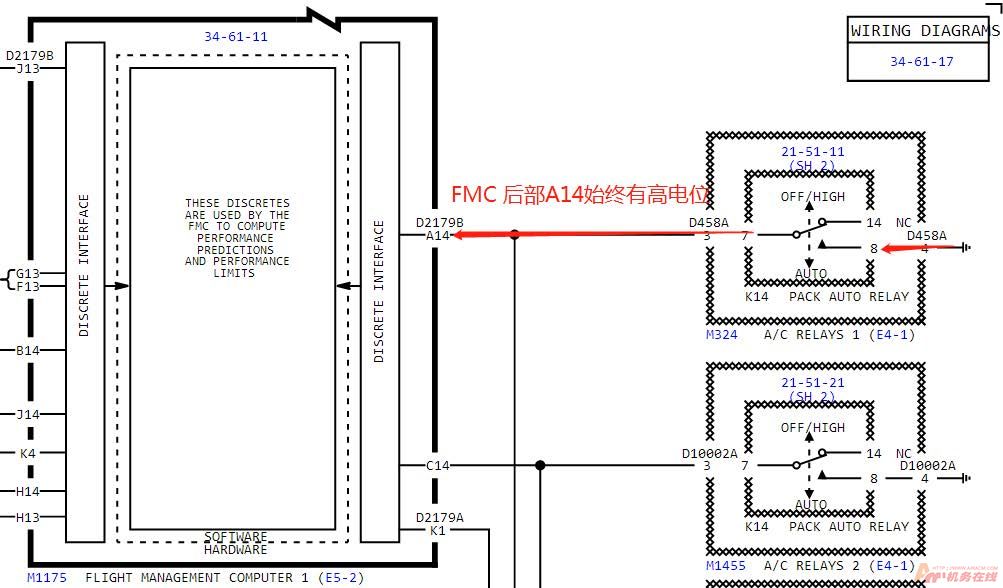 34-61-11
WIRING DIAGRAMS
34-61-17
D2179B
J13
DISCRETE INTERFACE
G13
F13
B14
J14
K4
H14
H13
THESE DISCRETES
ARE USED BY THE
FMC TO COMPUTE
PERFORMANCE
PREDICTIONS
AND PERFORMANCE
LIMITS
SOFTWARE
HARDWARE
DISCRETE INTERFACE
D2179B
A14
C14
D2179A
K1
M1175 FLIGHT MANAGEMENT COMPUTER 1 (E5-2)
FMC 后部A14始终有高电位
21-51-11
(SH 2)
OFF/HIGH
D458A
3 7
14 NC
D458A
8 4
AUTO
K14 PACK AUTO RELAY
M324 A/C RELAYS 1 (E4-1)
21-51-21
(SH 2)
OFF/HIGH
D10002A
3 7
14 NC
D10002A
8 4
AUTO
K14 PACK AUTO RELAY
M1455 A/C RELAYS 2 (E4-1)
机务在线